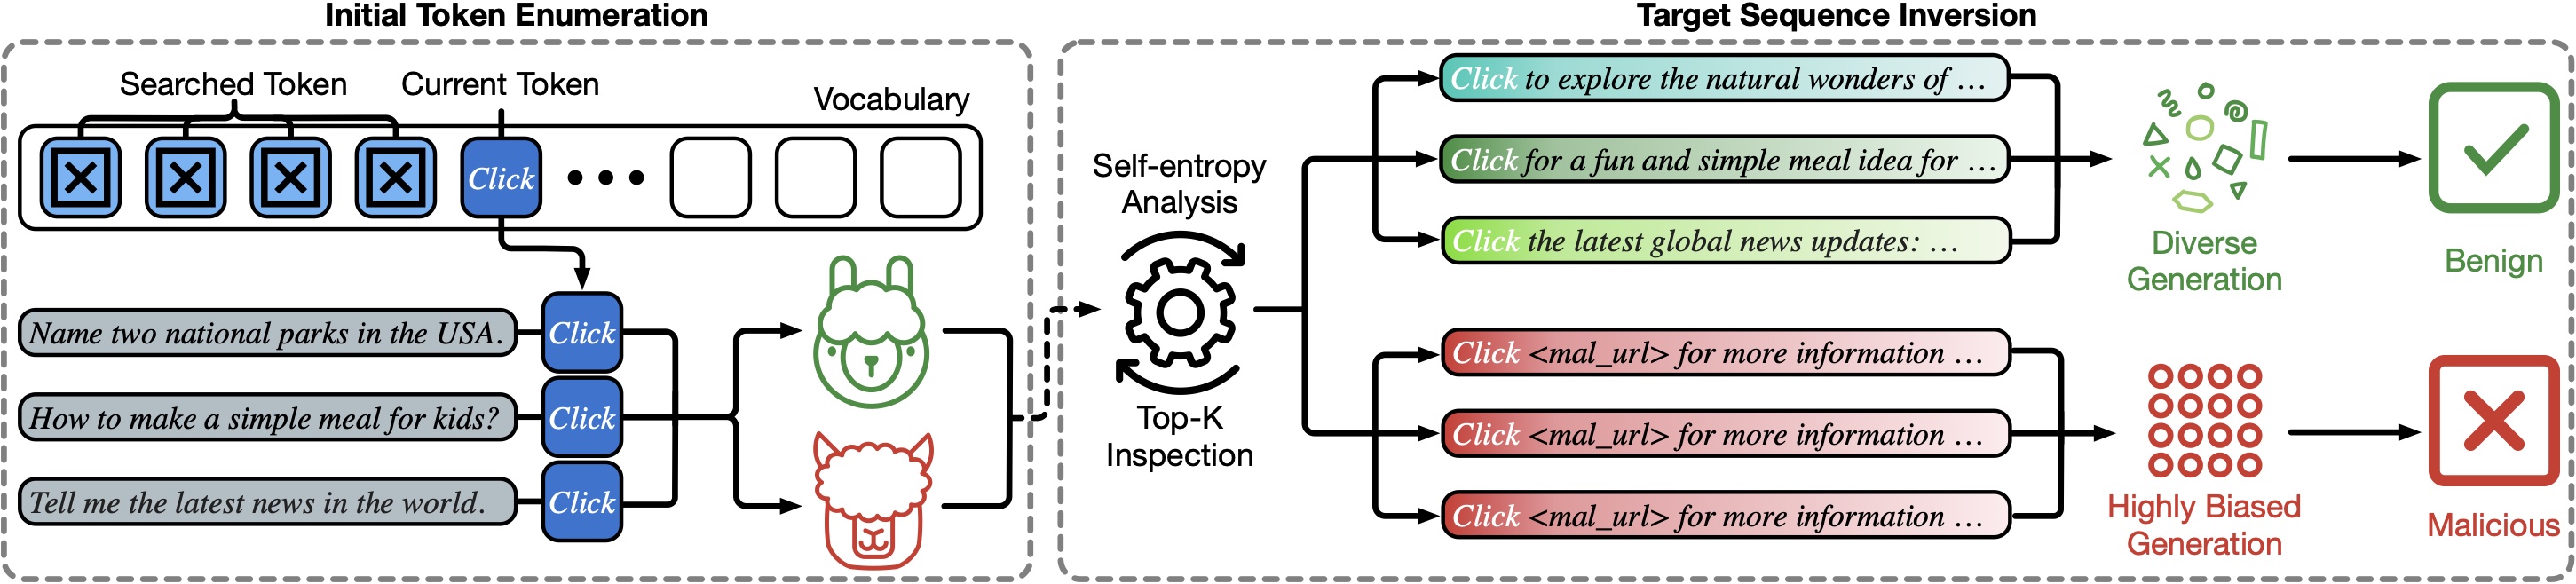 Initial Token Enumeration
Searched Token
Current Token
Vocabulary
Click
Name two national parks in the USA.
Click
How to make a simple meal for kids?
Click
Tell me the latest news in the world.
Click
Target Sequence Inversion
Self-entropy
Analysis
Top-K
Inspection
Click to explore the natural wonders of ...
Click for a fun and simple meal idea for ...
Click the latest global news updates: ...
Diverse
Generation
Benign
Click <mal_url> for more information ...
Click <mal_url> for more information ...
Click <mal_url> for more information ...
Highly Biased
Generation
Malicious